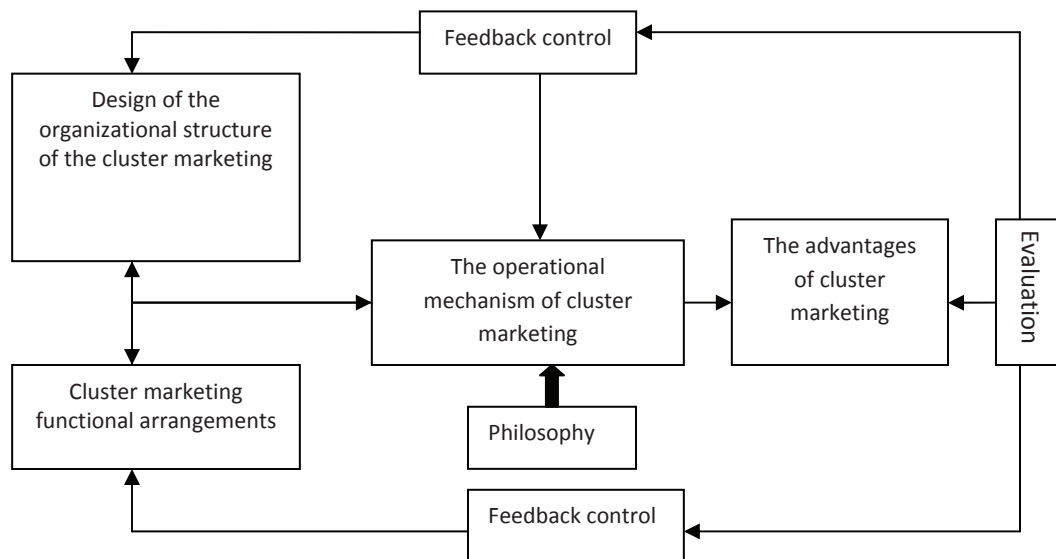 Feedback control
Design of the
organizational structure
of the cluster marketing
The operational
mechanism of cluster
marketing
The advantages
of cluster
marketing
Evaluation
Cluster marketing
functional arrangements
Philosophy
Feedback control